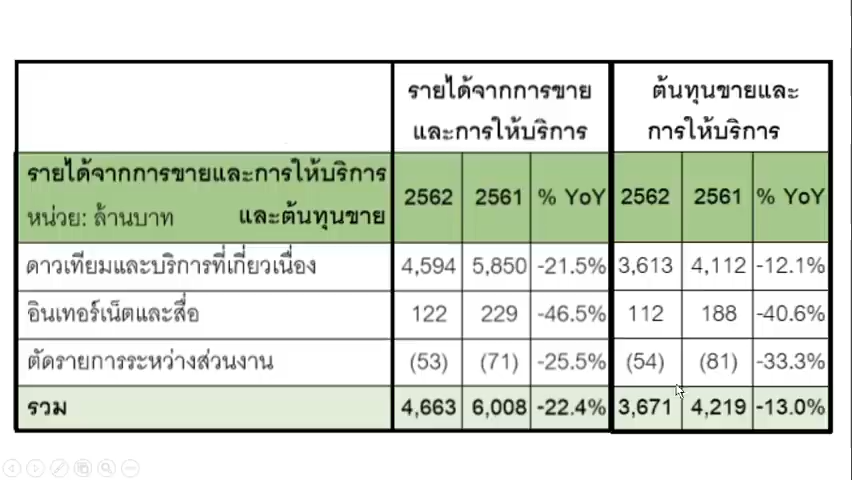 รายได้จากการขาย ต้นทุนขายและ
และการให้บริการ การให้บริการ
รายได้จากการขายและการให้บริการ
หน่วย: ล้านบาท และต้นทุนขาย 2562 2561 % YoY 2562 2561 % YoY
ดาวเทียมและบริการที่เกี่ยวเนื่อง 4,594 5,850 -21.5% 3,613 4,112 -12.1%
อินเทอร์เน็ตและสื่อ 122 229 -46.5% 112 188 -40.6%
ตัดรายการระหว่างส่วนงาน (53) (71) -25.5% (54) (81) -33.3%
รวม 4,663 6,008 -22.4% 3,671 4,219 -13.0%